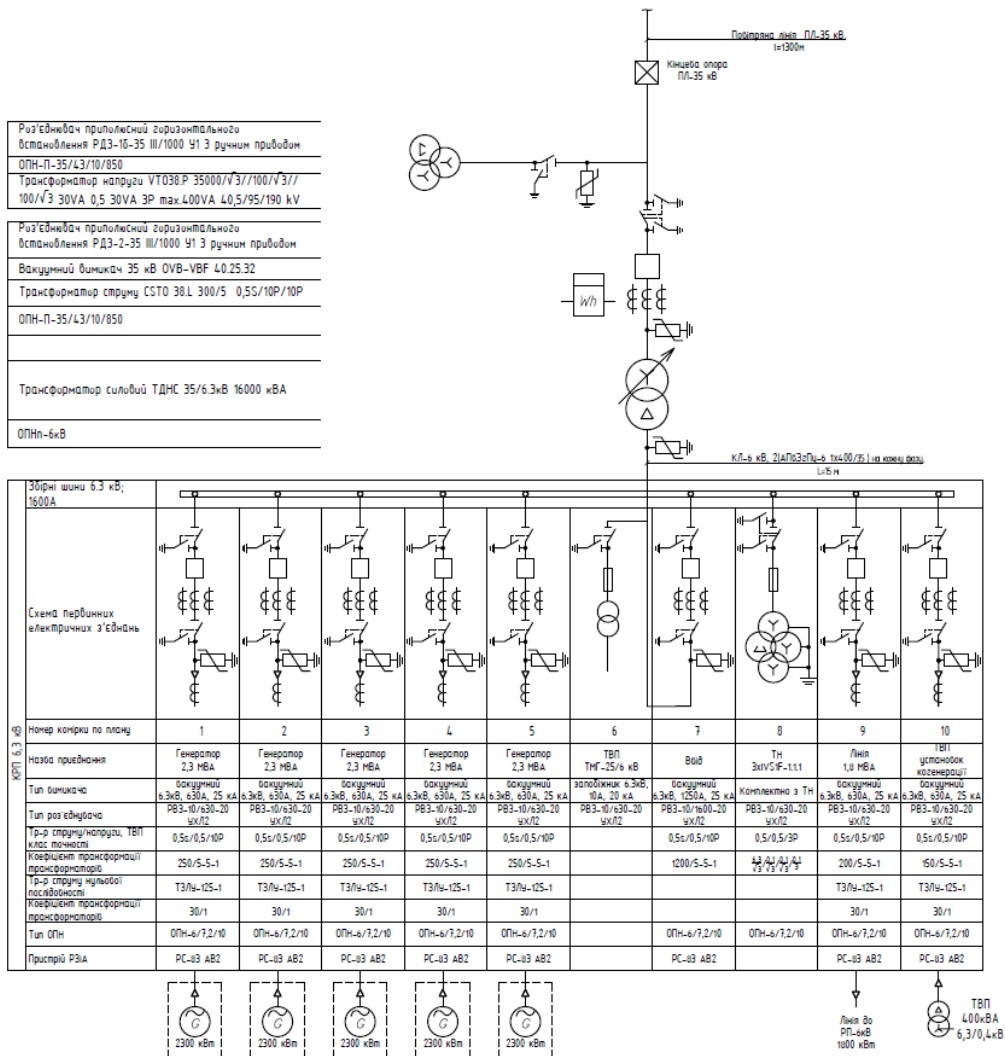 Повітряна лінія ПЛ-35 кВ,
l=1300м
Кінцева опора
ПЛ-35 кВ
Роз'єднювач приполюсний горизонтального
встановлення РДЗ-1б-35 ІІІ/1000 У1 З ручним приводом
ОПН-П-35/43/10/850
Трансформатор напруги VTO38.P 35000/√3//100/√3//
100/√3 30VA 0,5 30VA 3P max.400VA 40,5/95/190 kV
Роз'єднювач приполюсний горизонтального
встановлення РДЗ-2-35 ІІІ/1000 У1 З ручним приводом
Вакуумний вимикач 35 кВ OVB-VBF 40.25.32
Трансформатор струму CSTO 38.L 300/5 0,5S/10P/10P
ОПН-П-35/43/10/850
Трансформатор силовий ТДНС 35/6.3кВ 16000 кВА
ОПНп-6кВ
Wh
КЛ-6 кВ, 2(АПвЗгПу-6 1х400/35) на кожну фазу,
L=15 м
КРП 6,3 кВ
Збірні шини 6.3 кВ;
1600А
Схема первинних
електричних з'єднань
Номер комірки по плану 1 2 3 4 5 6 7 8 9 10
Назва приєднання
Генератор
2,3 МВА
Генератор
2,3 МВА
Генератор
2,3 МВА
Генератор
2,3 МВА
Генератор
2,3 МВА
ТВП
ТМГ-25/6 кВ
Ввід
ТН
3хIVS1F-1.1.1
Лінія
1,8 МВА
ТВП
установок
когенерації
Тип вимикача
вакуумний
6.3кВ, 630А, 25 кА
вакуумний
6.3кВ, 630А, 25 кА
вакуумний
6.3кВ, 630А, 25 кА
вакуумний
6.3кВ, 630А, 25 кА
вакуумний
6.3кВ, 630А, 25 кА
запобіжник 6.3кВ,
10А, 20 кА
вакуумний
6.3кВ, 1250А, 25 кА
Комплектно з ТН
вакуумний
6.3кВ, 630А, 25 кА
вакуумний
6.3кВ, 630А, 25 кА
Тип роз'єднувача
РВЗ-10/630-20
УХЛ2
РВЗ-10/630-20
УХЛ2
РВЗ-10/630-20
УХЛ2
РВЗ-10/630-20
УХЛ2
РВЗ-10/630-20
УХЛ2
РВЗ-10/630-20
УХЛ2
РВЗ-10/1600-20
УХЛ2
РВЗ-10/630-20
УХЛ2
РВЗ-10/630-20
УХЛ2
РВЗ-10/630-20
УХЛ2
Тр-р струму/напруги, ТВП
клас точності
0,5s/0,5/10P 0,5s/0,5/10P 0,5s/0,5/10P 0,5s/0,5/10P 0,5s/0,5/10P 0,5s/0,5/10P 0,5/0,5/3P 0,5s/0,5/10P 0,5s/0,5/10P
Коефіцієнт трансформації
трансформаторів
250/5-5-1 250/5-5-1 250/5-5-1 250/5-5-1 250/5-5-1 1200/5-5-1 200/5-5-1 150/5-5-1
Тр-р струму нульової
послідовності
ТЗЛУ-125-1 ТЗЛУ-125-1 ТЗЛУ-125-1 ТЗЛУ-125-1 ТЗЛУ-125-1 ТЗЛУ-125-1 ТЗЛУ-125-1
Коефіцієнт трансформації
трансформаторів
30/1 30/1 30/1 30/1 30/1 30/1 30/1
Тип ОПН ОПН-6/7,2/10 ОПН-6/7,2/10 ОПН-6/7,2/10 ОПН-6/7,2/10 ОПН-6/7,2/10 ОПН-6/7,2/10 ОПН-6/7,2/10 ОПН-6/7,2/10 ОПН-6/7,2/10
Пристрій РЗіА РС-83 АВ2 РС-83 АВ2 РС-83 АВ2 РС-83 АВ2 РС-83 АВ2 РС-83 АВ2 РС-83 АВ2 РС-83 АВ2
G G G G G
2300 кВт 2300 кВт 2300 кВт 2300 кВт 2300 кВт
Лінія до
РП-6кВ
1800 кВт
ТВП
400кВА
6,3/0,4кВ